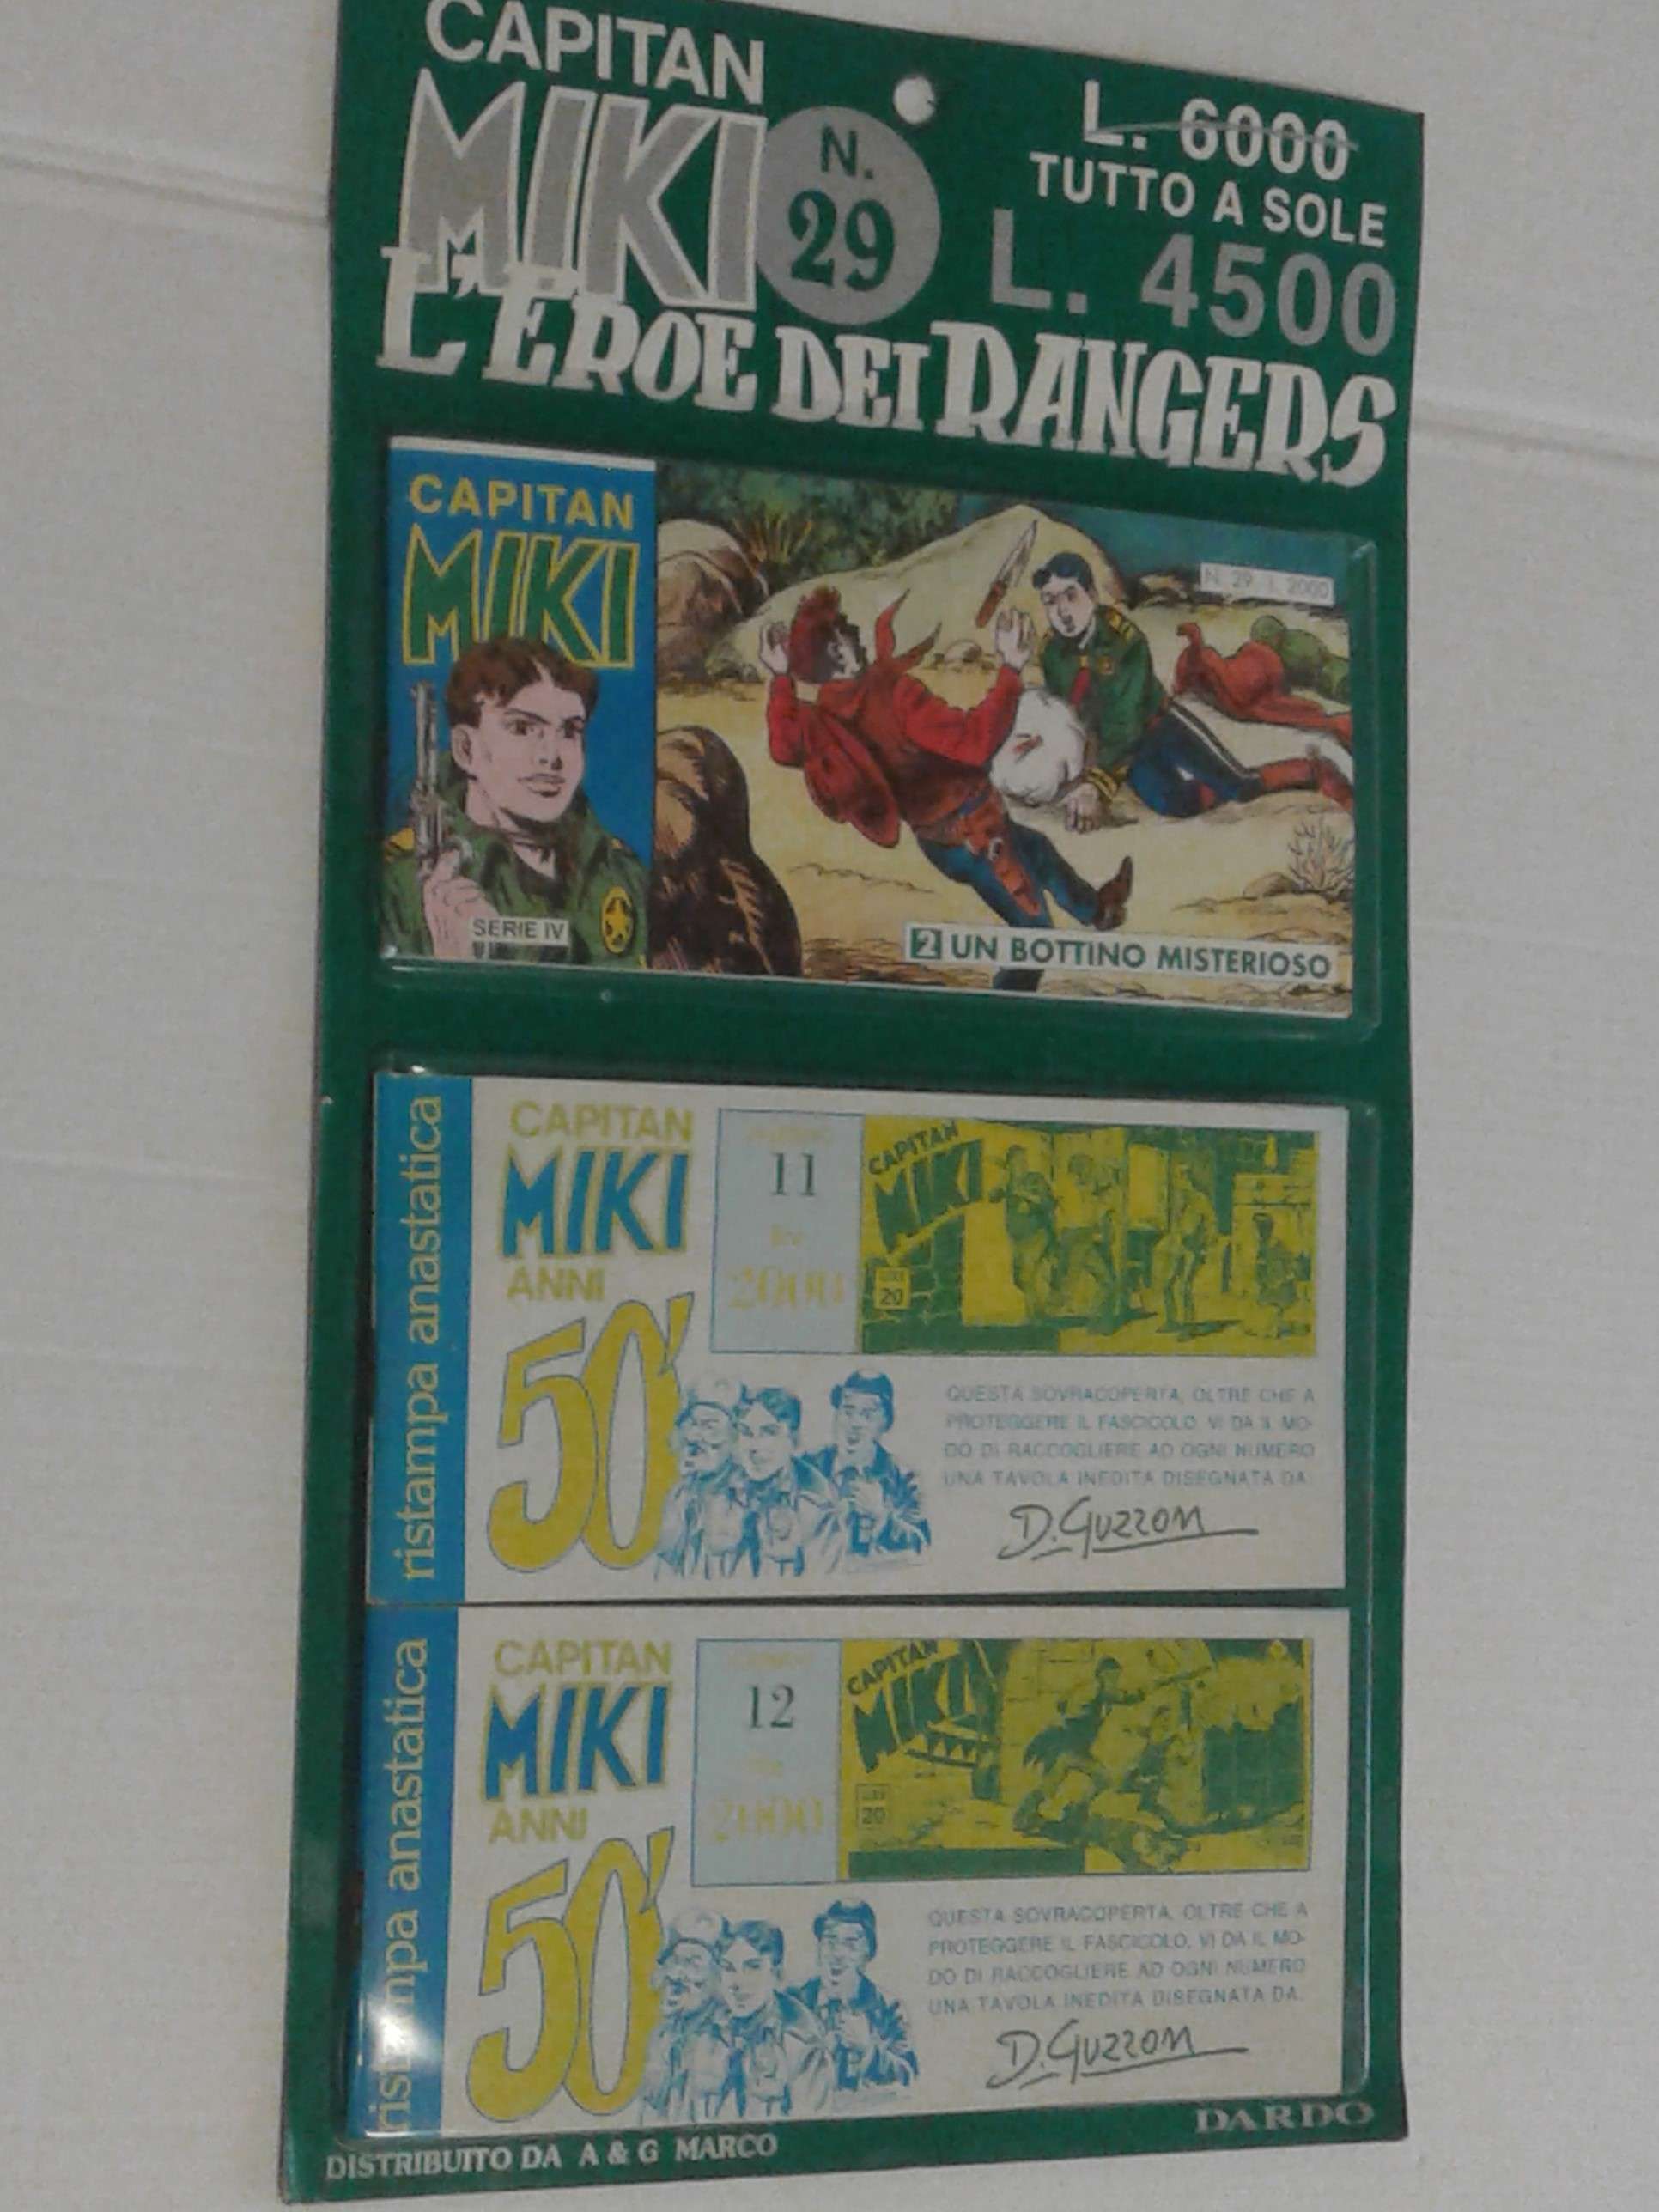 CAPITAN
MIKI
N.
29
L. 6000
TUTTO A SOLE
L. 4500
L'EROE DEI RANGERS
CAPITAN
MIKI
SERIE IV
N. 29 L. 2000
2 UN BOTTINO MISTERIOSO
ristampa anastatica
CAPITAN
MIKI
ANNI
50'
11
2000
CAPITAN
MIKI
20
QUESTA SOVRACOPERTA, OLTRE CHE A
PROTEGGERE IL FASCICOLO, VI DA IL MO-
DO DI RACCOGLIERE AD OGNI NUMERO
UNA TAVOLA INEDITA DISEGNATA DA:
D. Guzzon
ristampa anastatica
CAPITAN
MIKI
ANNI
50'
12
2000
CAPITAN
MIKI
20
QUESTA SOVRACOPERTA, OLTRE CHE A
PROTEGGERE IL FASCICOLO, VI DA IL MO-
DO DI RACCOGLIERE AD OGNI NUMERO
UNA TAVOLA INEDITA DISEGNATA DA:
D. Guzzon
DISTRIBUITO DA A & G MARCO
DARDO